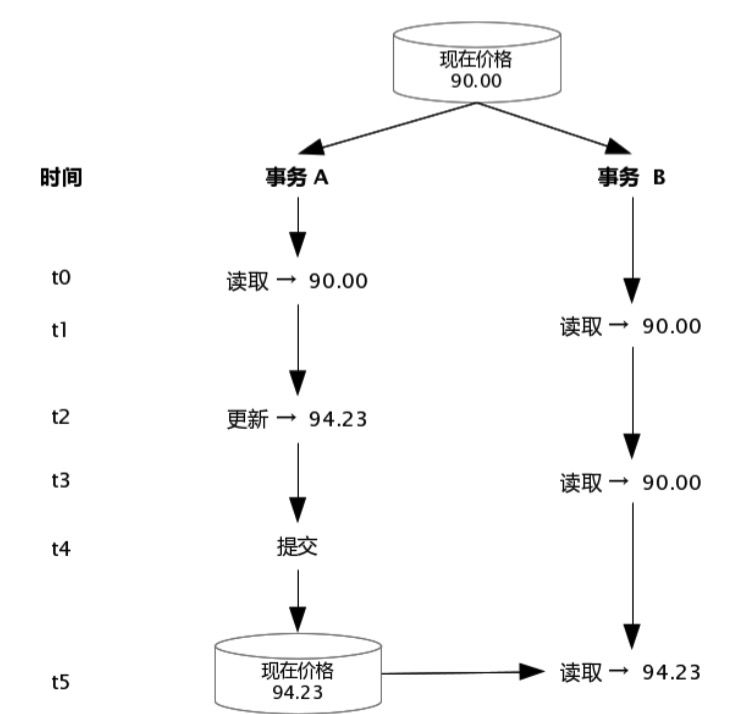 现在价格
90.00
时间 事务 A 事务 B
t0 读取 → 90.00
t1 读取 → 90.00
t2 更新 → 94.23
t3 读取 → 90.00
t4 提交
现在价格
94.23
t5 读取 → 94.23